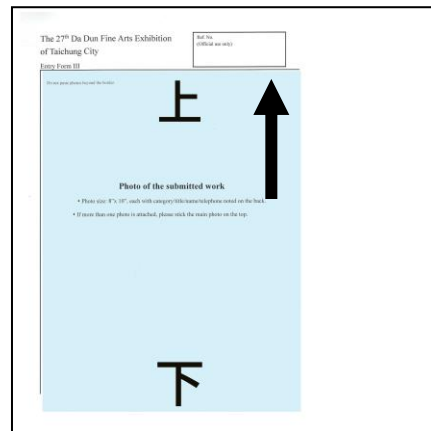 The 27th Da Dun Fine Arts Exhibition
of Taichung City
Ref. No.
(Official use only)
Entry Form III
上
Photo of the submitted work
• Photo size: 8"x 10", each with category/title/name/telephone noted on the back.
• If more than one photo is attached, please stick the main photo on the top.
下